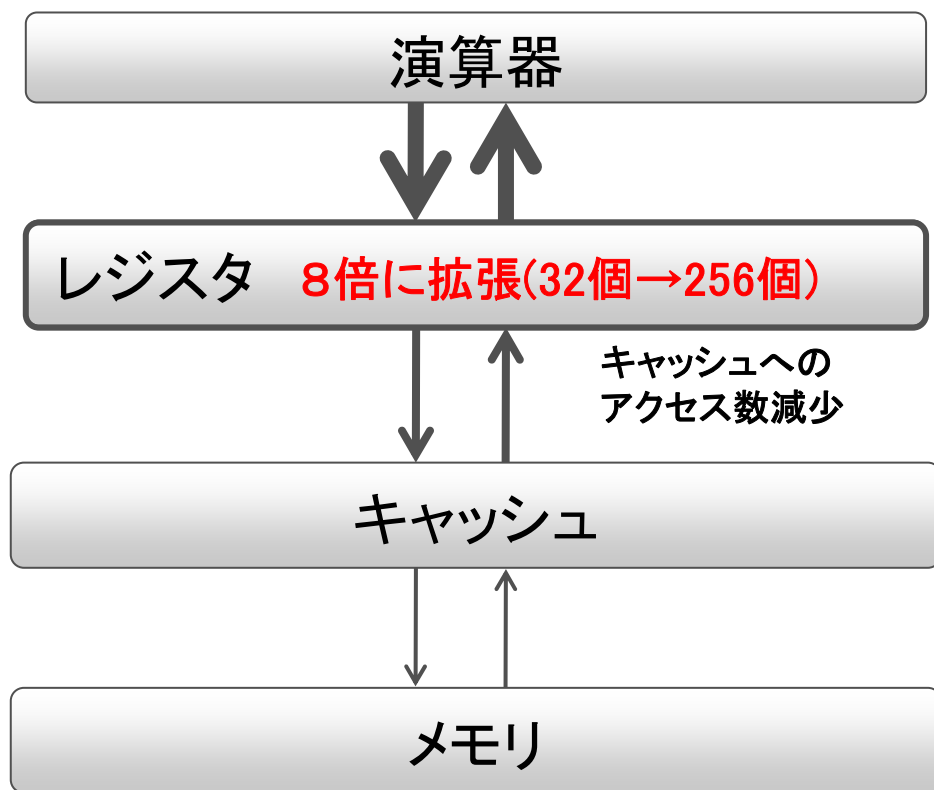 演算器
レジスタ ８倍に拡張(32個→256個)
キャッシュへの
アクセス数減少
キャッシュ
メモリ